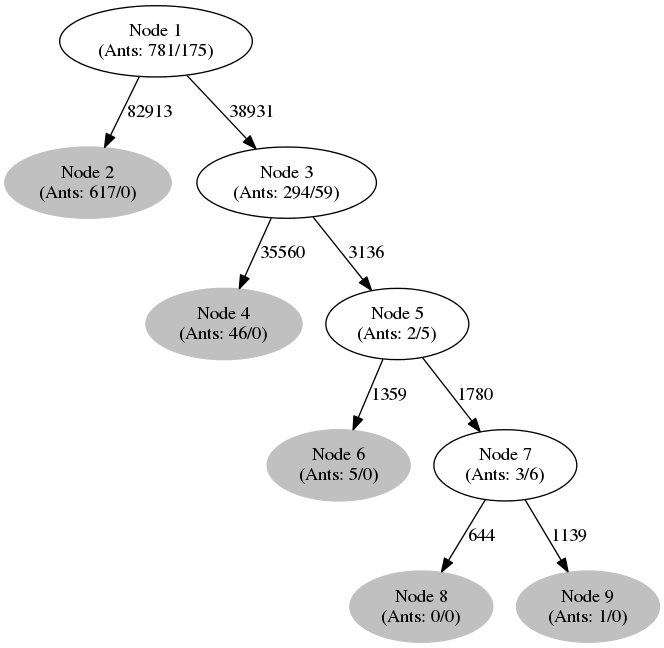 Node 1
(Ants: 781/175)
82913
38931
Node 2
(Ants: 617/0)
Node 3
(Ants: 294/59)
35560
3136
Node 4
(Ants: 46/0)
Node 5
(Ants: 2/5)
1359
1780
Node 6
(Ants: 5/0)
Node 7
(Ants: 3/6)
644
1139
Node 8
(Ants: 0/0)
Node 9
(Ants: 1/0)